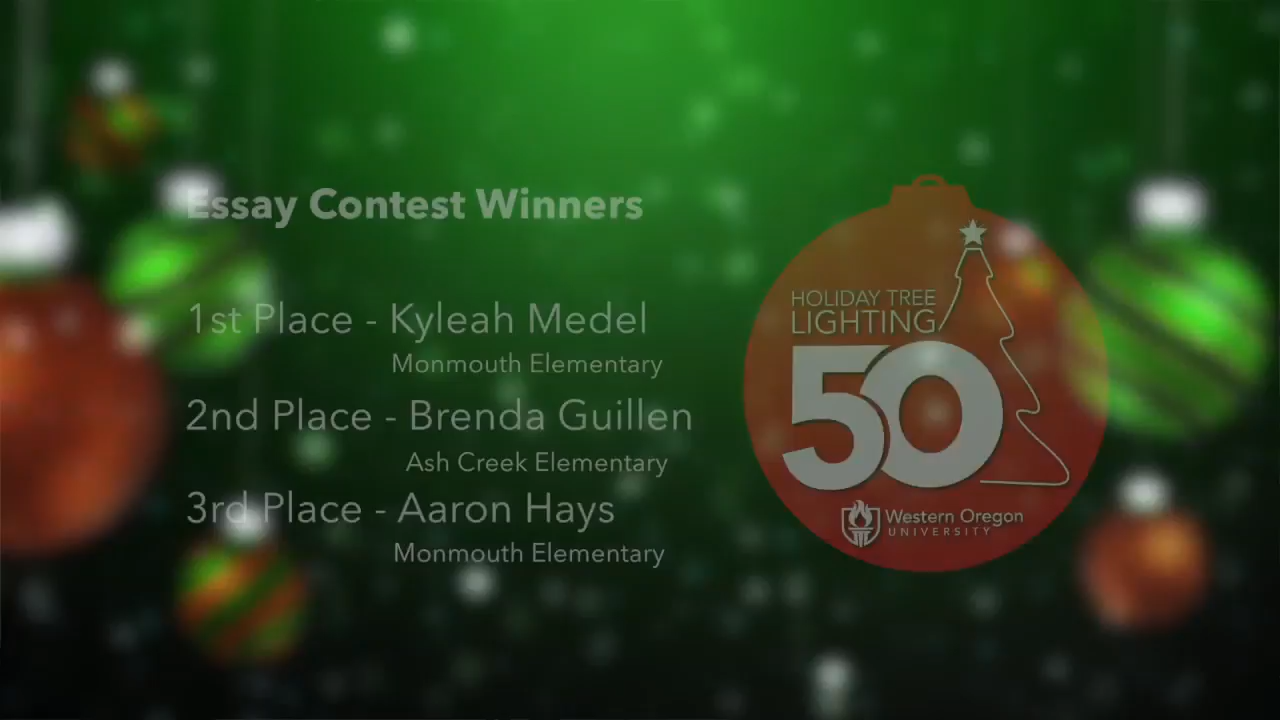 Essay Contest Winners
1st Place - Kyleah Medel
Monmouth Elementary
2nd Place - Brenda Guillen
Ash Creek Elementary
3rd Place - Aaron Hays
Monmouth Elementary
HOLIDAY TREE
LIGHTING
50
Western Oregon
UNIVERSITY